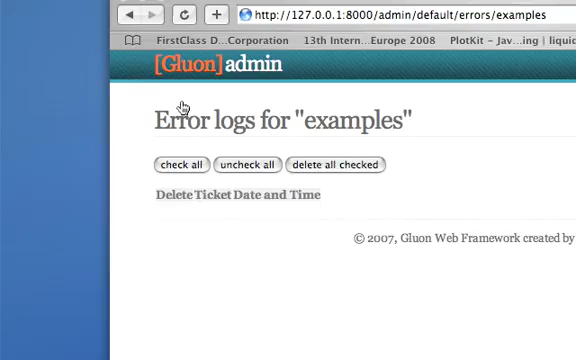 http://127.0.0.1:8000/admin/default/errors/examples
FirstClass D...Corporation 13th Intern...Europe 2008 PlotKit - Jav...ing | liquid
[Gluon]admin
Error logs for "examples"
check all uncheck all delete all checked
Delete Ticket Date and Time
© 2007, Gluon Web Framework created by